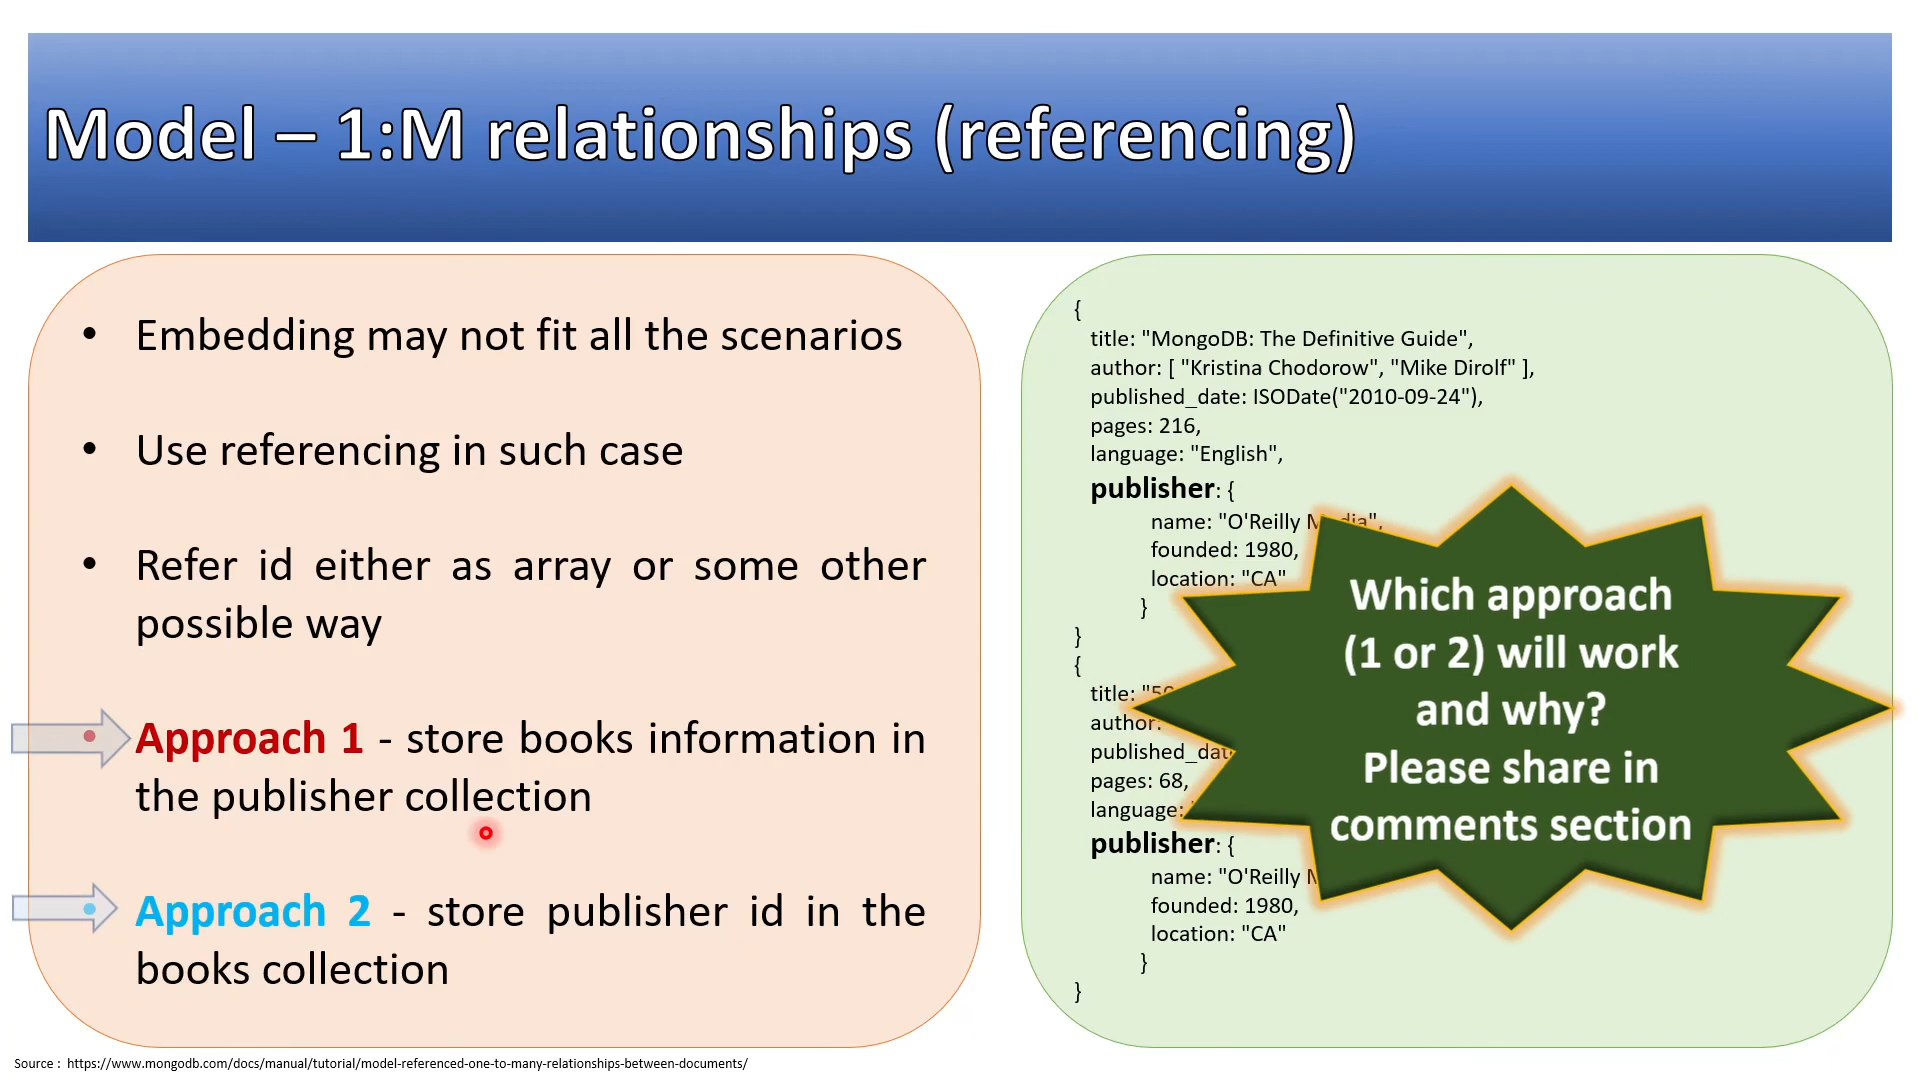 Model – 1:M relationships (referencing)
• Embedding may not fit all the scenarios
• Use referencing in such case
• Refer id either as array or some other
possible way
• Approach 1 - store books information in
the publisher collection
• Approach 2 - store publisher id in the
books collection
{
title: "MongoDB: The Definitive Guide",
author: [ "Kristina Chodorow", "Mike Dirolf" ],
published_date: ISODate("2010-09-24"),
pages: 216,
language: "English",
publisher: {
name: "O'Reilly Media",
founded: 1980,
location: "CA"
}
}
{
title:
author:
pages: 68,
language:
publisher: {
name: "O'Reilly
founded: 1980,
location: "CA"
}
}
Which approach
(1 or 2) will work
and why?
Please share in
comments section
Source : https://www.mongodb.com/docs/manual/tutorial/model-referenced-one-to-many-relationships-between-documents/